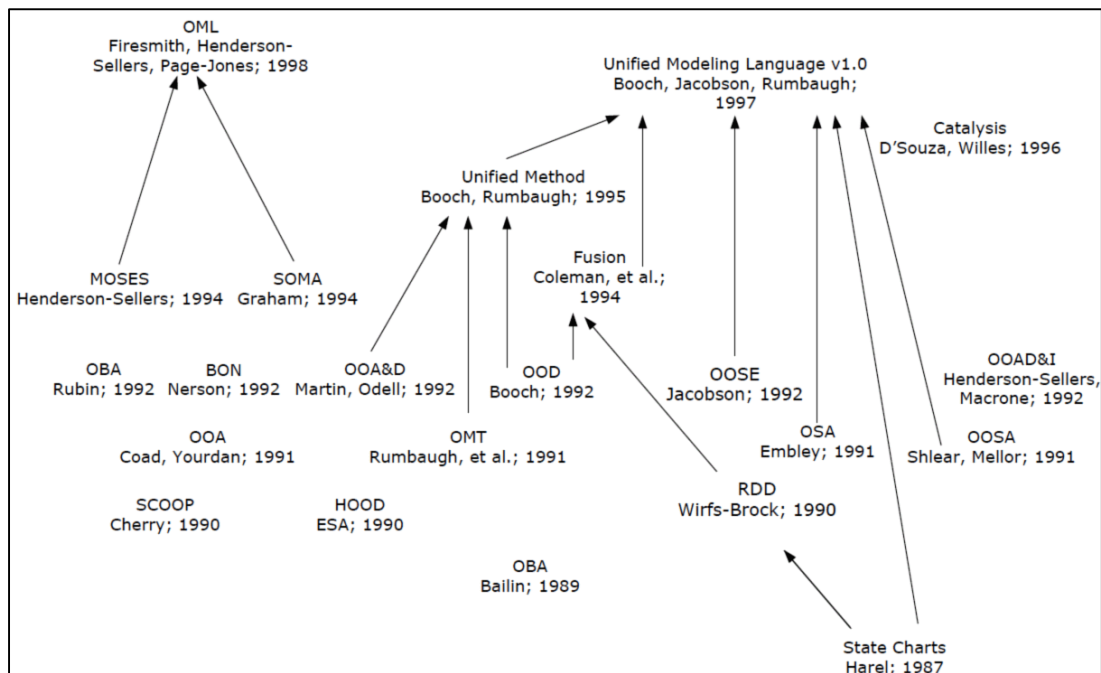 OML
Firesmith, Henderson-
Sellers, Page-Jones; 1998
Unified Modeling Language v1.0
Booch, Jacobson, Rumbaugh;
1997
Catalysis
D'Souza, Willes; 1996
Unified Method
Booch, Rumbaugh; 1995
Fusion
Coleman, et al.;
1994
MOSES
Henderson-Sellers; 1994
SOMA
Graham; 1994
OBA
Rubin; 1992
BON
Nerson; 1992
OOA&D
Martin, Odell; 1992
OOD
Booch; 1992
OOSE
Jacobson; 1992
OOAD&I
Henderson-Sellers,
Macrone; 1992
OOA
Coad, Yourdan; 1991
OMT
Rumbaugh, et al.; 1991
OSA
Embley; 1991
OOSA
Shlear, Mellor; 1991
SCOOP
Cherry; 1990
HOOD
ESA; 1990
RDD
Wirfs-Brock; 1990
OBA
Bailin; 1989
State Charts
Harel; 1987